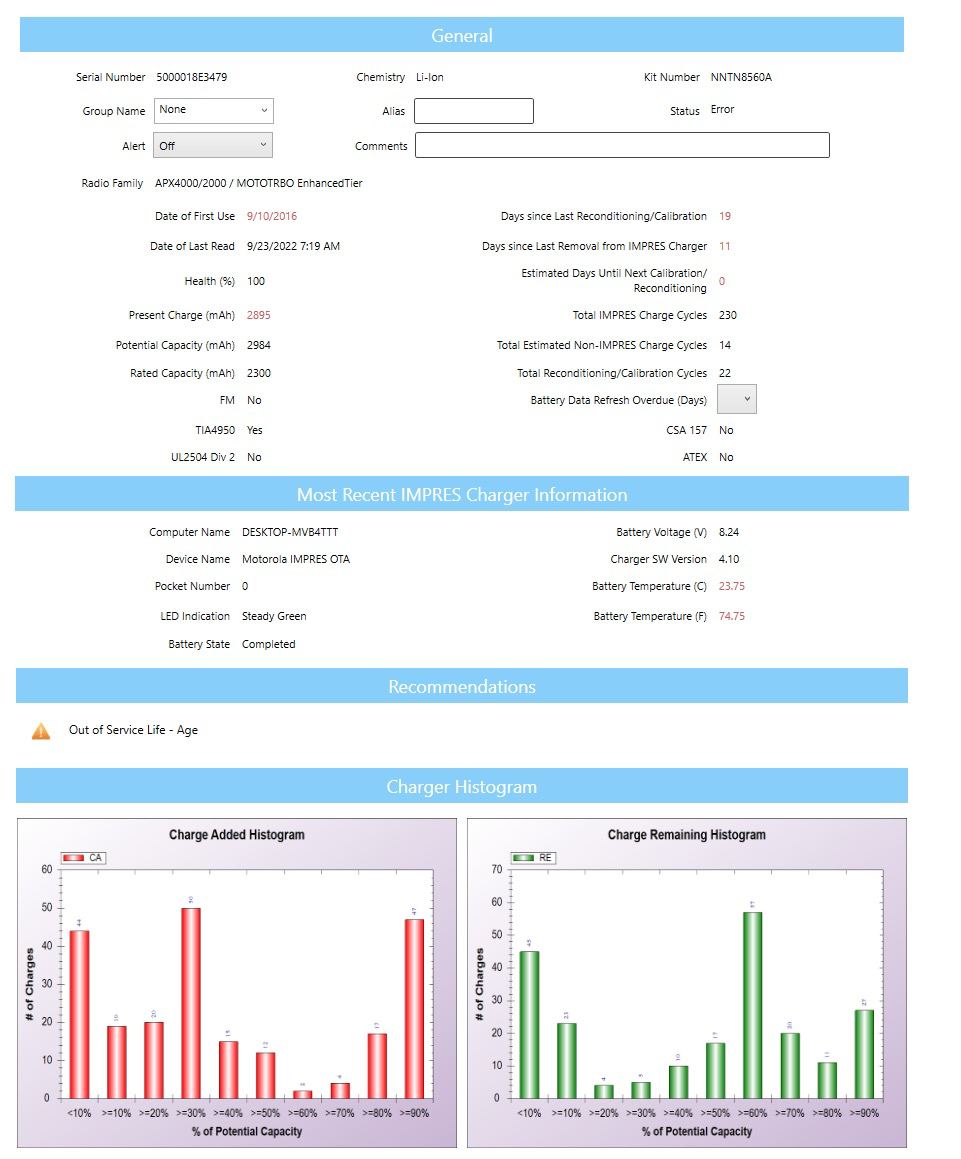 General
Serial Number 5000018E3479 Chemistry Li-Ion Kit Number NNTN8560A
Group Name None Alias Status Error
Alert Off Comments
Radio Family APX4000/2000 / MOTOTRBO EnhancedTier
Date of First Use 9/10/2016 Days since Last Reconditioning/Calibration 19
Date of Last Read 9/23/2022 7:19 AM Days since Last Removal from IMPRES Charger 11
Health (%) 100 Estimated Days Until Next Calibration/
Reconditioning 0
Present Charge (mAh) 2895 Total IMPRES Charge Cycles 230
Potential Capacity (mAh) 2984 Total Estimated Non-IMPRES Charge Cycles 14
Rated Capacity (mAh) 2300 Total Reconditioning/Calibration Cycles 22
FM No Battery Data Refresh Overdue (Days)
TIA4950 Yes CSA 157 No
UL2504 Div 2 No ATEX No
Most Recent IMPRES Charger Information
Computer Name DESKTOP-MVB4TTT Battery Voltage (V) 8.24
Device Name Motorola IMPRES OTA Charger SW Version 4.10
Pocket Number 0 Battery Temperature (C) 23.75
LED Indication Steady Green Battery Temperature (F) 74.75
Battery State Completed
Recommendations
Out of Service Life - Age
Charger Histogram
Charge Added Histogram
CA
# of Charges
60
50
40
30
20
10
0
44 19 20 50 15 12 2 4 17 47
<10% >=10% >=20% >=30% >=40% >=50% >=60% >=70% >=80% >=90%
% of Potential Capacity
Charge Remaining Histogram
RE
# of Charges
70
60
50
40
30
20
10
0
45 23 4 5 10 17 57 20 11 27
<10% >=10% >=20% >=30% >=40% >=50% >=60% >=70% >=80% >=90%
% of Potential Capacity